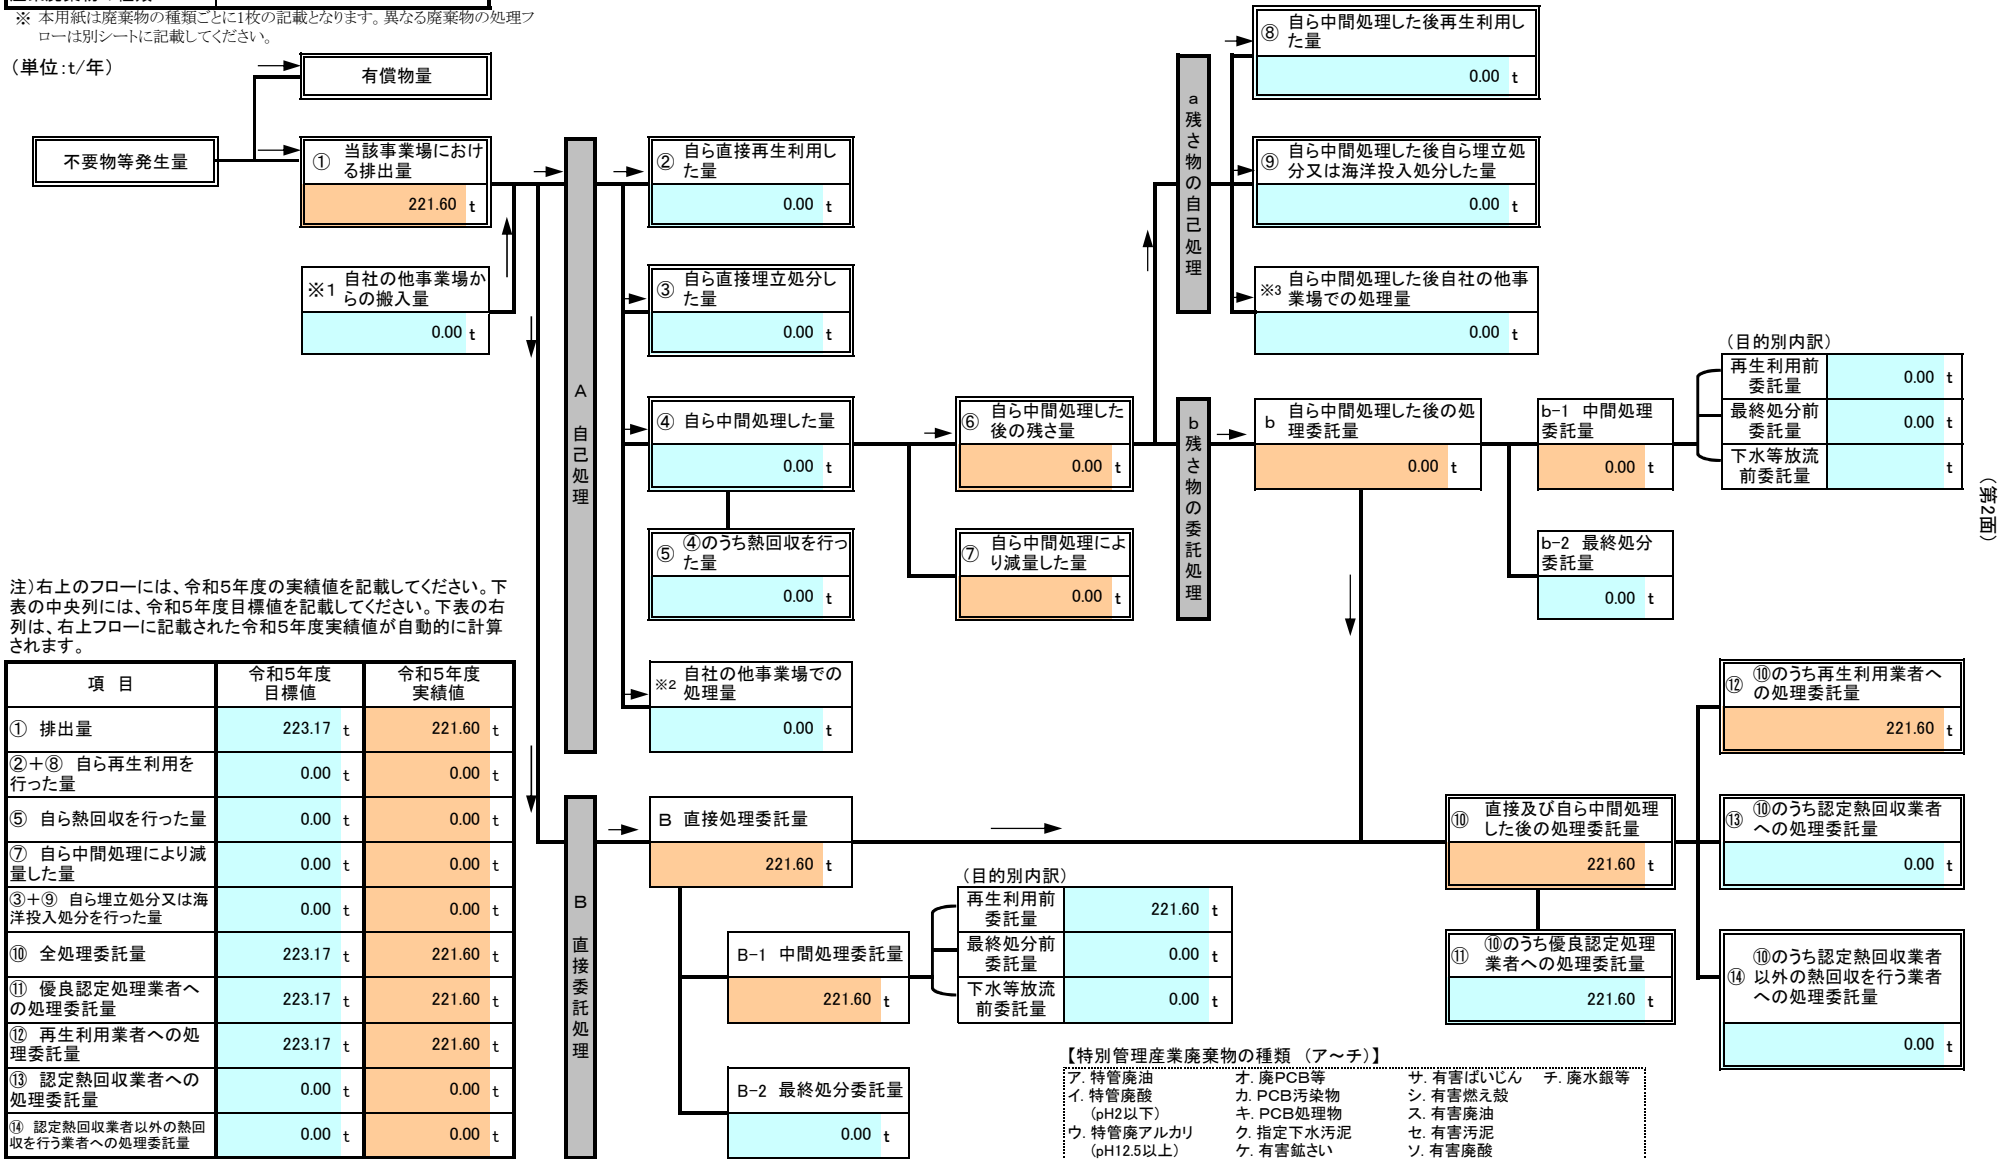 ※ 本用紙は廃棄物の種類ごとに1枚の記載となります。異なる廃棄物の処理フ
ローは別シートに記載してください。
(単位:t/年)
有償物量
不要物等発生量
① 当該事業場におけ
る排出量
221.60 t
※1 自社の他事業場か
らの搬入量
0.00 t
A 自己処理
② 自ら直接再生利用し
た量
0.00 t
③ 自ら直接埋立処分し
た量
0.00 t
④ 自ら中間処理した量
0.00 t
⑤ ④のうち熱回収を行っ
た量
0.00 t
※2 自社の他事業場での
処理量
0.00 t
⑥ 自ら中間処理した
後の残さ量
0.00 t
⑦ 自ら中間処理によ
り減量した量
0.00 t
a 残さ物の自己処理
⑧ 自ら中間処理した後再生利用し
た量
0.00 t
⑨ 自ら中間処理した後自ら埋立処
分又は海洋投入処分した量
0.00 t
※3 自ら中間処理した後自社の他事
業場での処理量
0.00 t
b 残さ物の委託処理
b 自ら中間処理した後の処
理委託量
0.00 t
b-1 中間処理
委託量
0.00 t
b-2 最終処分
委託量
0.00 t
(目的別内訳)
再生利用前
委託量 0.00 t
最終処分前
委託量 0.00 t
下水等放流
前委託量 t
(第2面)
注)右上のフローには、令和5年度の実績値を記載してください。下
表の中央列には、令和5年度目標値を記載してください。下表の右
列は、右上フローに記載された令和5年度実績値が自動的に計算
されます。
項 目 令和5年度 目標値 令和5年度 実績値
① 排出量 223.17 t 221.60 t
②+⑧ 自ら再生利用を
行った量 0.00 t 0.00 t
⑤ 自ら熱回収を行った量 0.00 t 0.00 t
⑦ 自ら中間処理により減
量した量 0.00 t 0.00 t
③+⑨ 自ら埋立処分又は海
洋投入処分を行った量 0.00 t 0.00 t
⑩ 全処理委託量 223.17 t 221.60 t
⑪ 優良認定処理業者へ
の処理委託量 223.17 t 221.60 t
⑫ 再生利用業者への処
理委託量 223.17 t 221.60 t
⑬ 認定熱回収業者への
処理委託量 0.00 t 0.00 t
⑭ 認定熱回収業者以外の熱回
収を行う業者への処理委託量 0.00 t 0.00 t
B 直接委託処理
B 直接処理委託量
221.60 t
B-1 中間処理委託量
221.60 t
B-2 最終処分委託量
0.00 t
(目的別内訳)
再生利用前
委託量 221.60 t
最終処分前
委託量 0.00 t
下水等放流
前委託量 0.00 t
⑩ 直接及び自ら中間処理
した後の処理委託量
221.60 t
⑪ ⑩のうち優良認定処理
業者への処理委託量
221.60 t
⑫ ⑩のうち再生利用業者へ
の処理委託量
221.60 t
⑬ ⑩のうち認定熱回収業者
への処理委託量
0.00 t
⑭ ⑩のうち認定熱回収業者
以外の熱回収を行う業者
への処理委託量
0.00 t
【特別管理産業廃棄物の種類 (ア～チ)】
ア. 特管廃油 オ. 廃PCB等 サ. 有害ばいじん チ. 廃水銀等
イ. 特管廃酸 カ. PCB汚染物 シ. 有害燃え殻
(pH2以下) キ. PCB処理物 ス. 有害廃油
ウ. 特管廃アルカリ ク. 指定下水汚泥 セ. 有害汚泥
(pH12.5以上) ケ. 有害鉱さい ソ. 有害廃酸